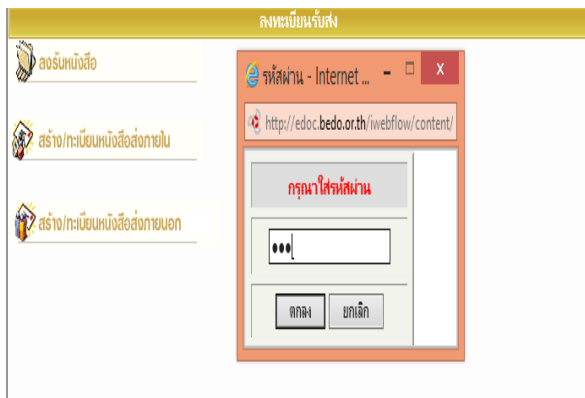 ลงทะเบียนรับส่ง
ลงรับหนังสือ
สร้าง/ทะเบียนหนังสือส่งภายใน
สร้าง/ทะเบียนหนังสือส่งภายนอก
รหัสผ่าน - Internet ...
http://edoc.bedo.or.th/iwebflow/content/
กรุณาใส่รหัสผ่าน
ตกลง ยกเลิก